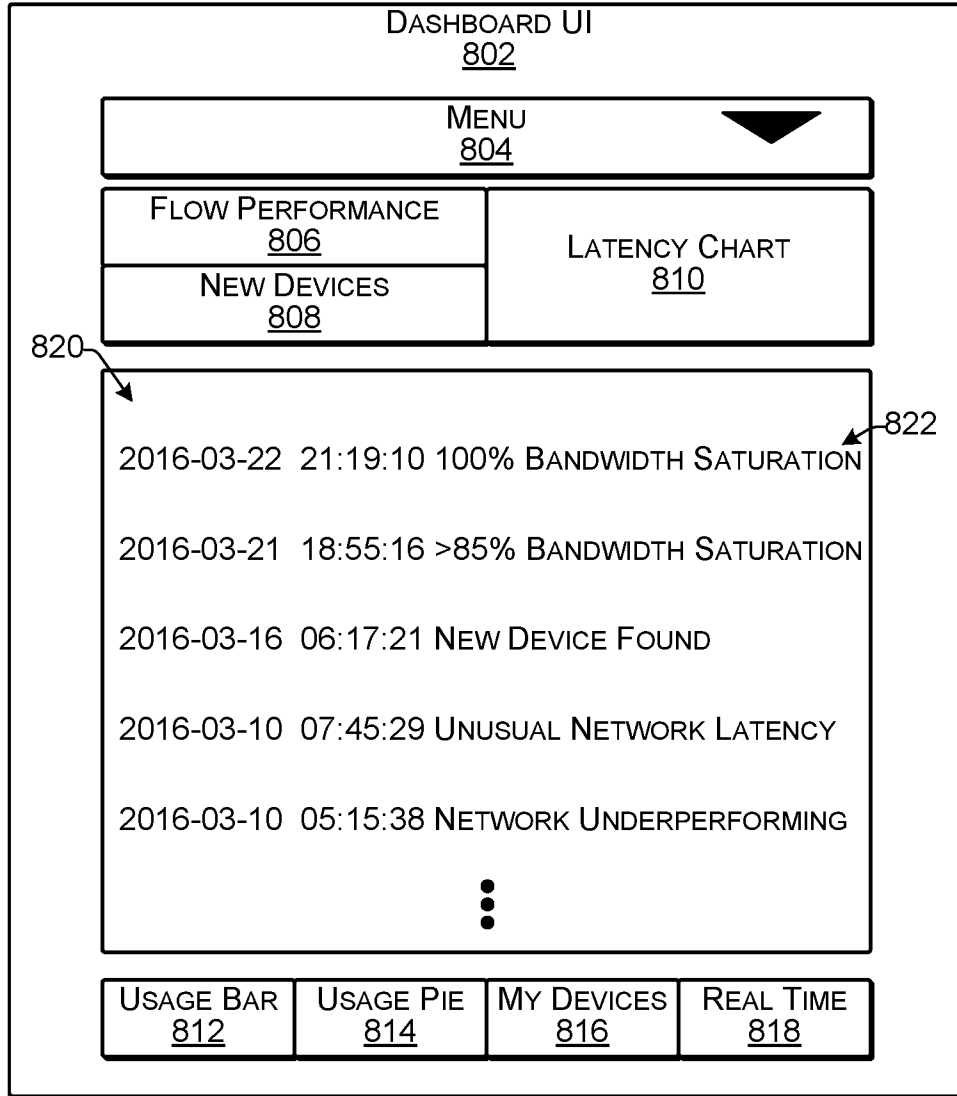 DASHBOARD UI
802
MENU
804
FLOW PERFORMANCE
806
NEW DEVICES
808
LATENCY CHART
810
820
822
2016-03-22 21:19:10 100% BANDWIDTH SATURATION
2016-03-21 18:55:16 >85% BANDWIDTH SATURATION
2016-03-16 06:17:21 NEW DEVICE FOUND
2016-03-10 07:45:29 UNUSUAL NETWORK LATENCY
2016-03-10 05:15:38 NETWORK UNDERPERFORMING
USAGE BAR
812
USAGE PIE
814
MY DEVICES
816
REAL TIME
818